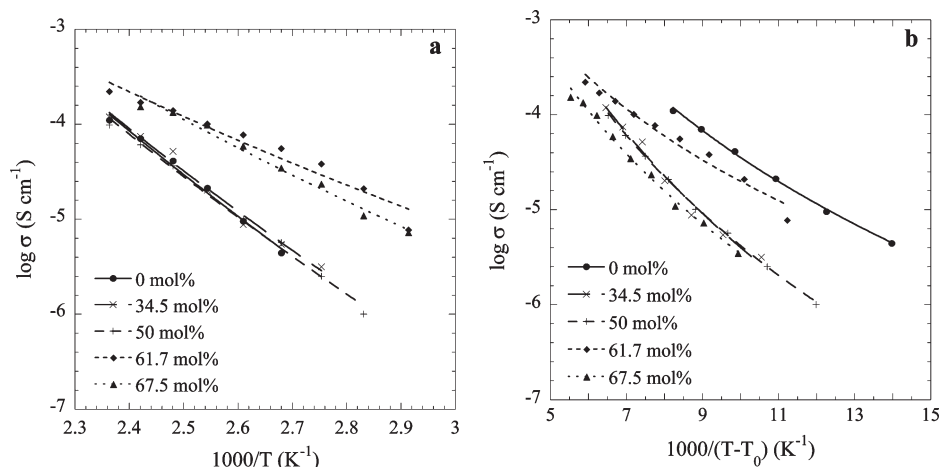 a
-3
-4
-5
-6
-7
log σ (S cm⁻¹)
0 mol%
34.5 mol%
50 mol%
61.7 mol%
67.5 mol%
2.3 2.4 2.5 2.6 2.7 2.8 2.9 3
1000/T (K⁻¹)
b
-3
-4
-5
-6
-7
log σ (S cm⁻¹)
0 mol%
34.5 mol%
50 mol%
61.7 mol%
67.5 mol%
5 7 9 11 13 15
1000/(T-T₀) (K⁻¹)